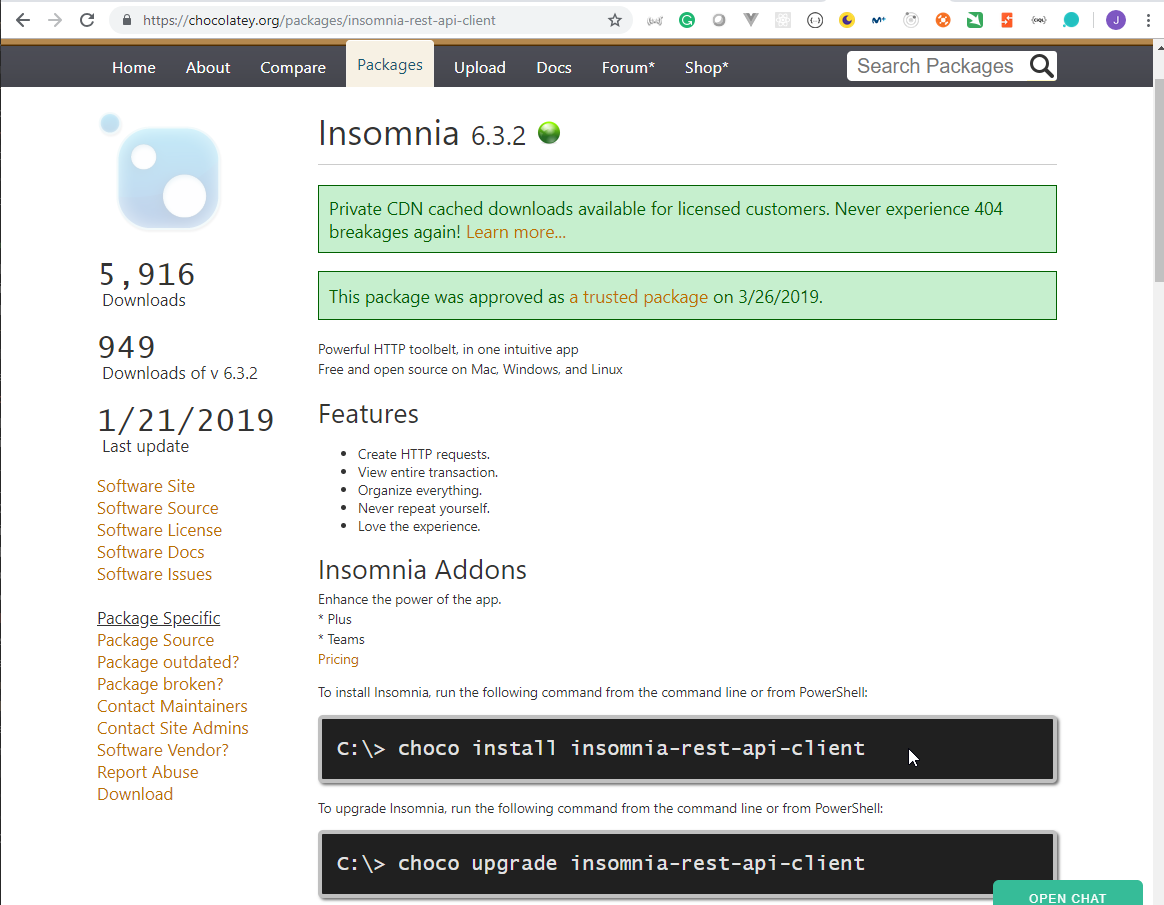 https://chocolatey.org/packages/insomnia-rest-api-client
J
Home About Compare Packages Upload Docs Forum* Shop* Search Packages
Insomnia 6.3.2
Private CDN cached downloads available for licensed customers. Never experience 404
breakages again! Learn more...
This package was approved as a trusted package on 3/26/2019.
5,916
Downloads
949
Downloads of v 6.3.2
1/21/2019
Last update
Software Site
Software Source
Software License
Software Docs
Software Issues
Package Specific
Package Source
Package outdated?
Package broken?
Contact Maintainers
Contact Site Admins
Software Vendor?
Report Abuse
Download
Powerful HTTP toolbelt, in one intuitive app
Free and open source on Mac, Windows, and Linux
Features
• Create HTTP requests.
• View entire transaction.
• Organize everything.
• Never repeat yourself.
• Love the experience.
Insomnia Addons
Enhance the power of the app.
* Plus
* Teams
Pricing
To install Insomnia, run the following command from the command line or from PowerShell:
C:\> choco install insomnia-rest-api-client
To upgrade Insomnia, run the following command from the command line or from PowerShell:
C:\> choco upgrade insomnia-rest-api-client
OPEN CHAT